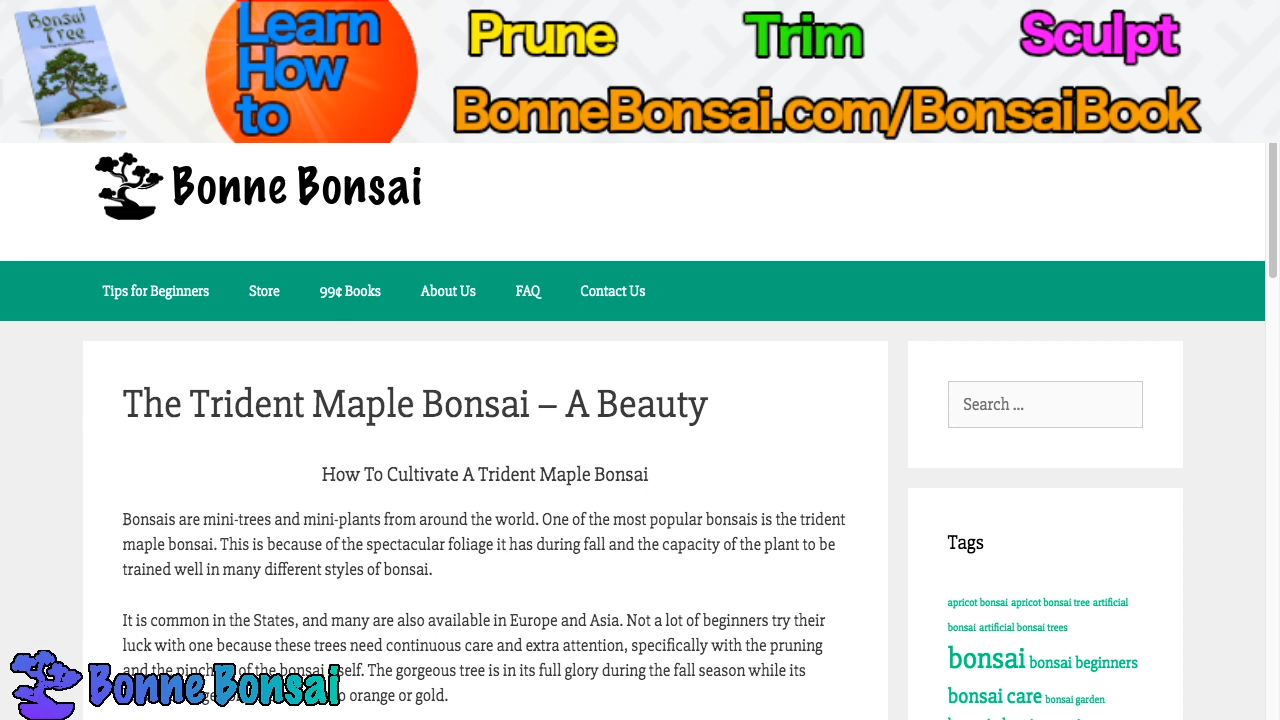 Bonsai
Tree
Learn
How
to
Prune Trim Sculpt
BonneBonsai.com/BonsaiBook
Bonne Bonsai
Tips for Beginners Store 99¢ Books About Us FAQ Contact Us
The Trident Maple Bonsai – A Beauty
How To Cultivate A Trident Maple Bonsai
Bonsais are mini-trees and mini-plants from around the world. One of the most popular bonsais is the trident
maple bonsai. This is because of the spectacular foliage it has during fall and the capacity of the plant to be
trained well in many different styles of bonsai.
It is common in the States, and many are also available in Europe and Asia. Not a lot of beginners try their
luck with one because these trees need continuous care and extra attention, specifically with the pruning
and the of the bonsai itself. The gorgeous tree is in its full glory during the fall season while its
orange or gold.
Bonne Bonsai
Search ...
Tags
apricot bonsai apricot bonsai tree artificial
bonsai artificial bonsai trees
bonsai bonsai beginners
bonsai care bonsai garden